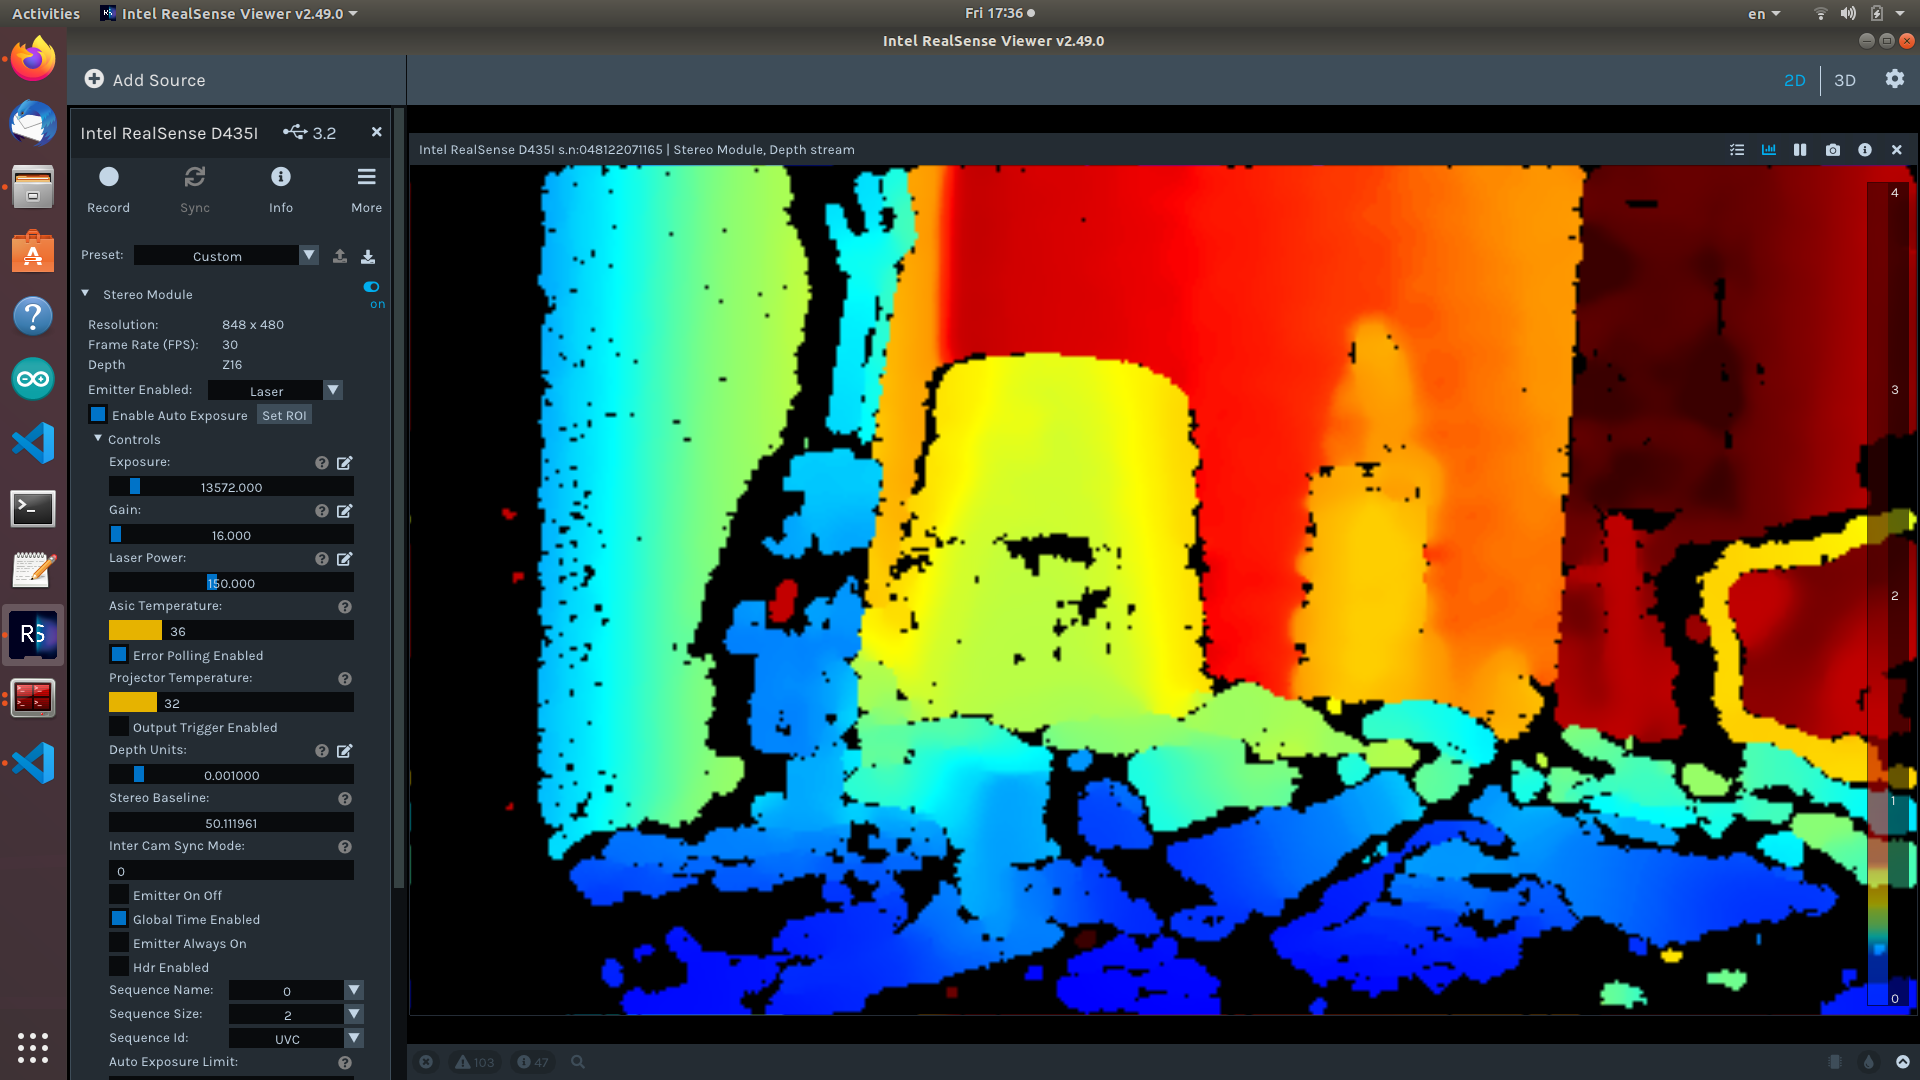 Activities
RS
Intel RealSense Viewer v2.49.0
Fri 17:36
en
Intel RealSense Viewer v2.49.0
Add Source
2D
3D
Intel RealSense D435I
3.2
Intel RealSense D435I s.n:048122071165 | Stereo Module, Depth stream
Record
Sync
Info
More
Preset:
Custom
Stereo Module
on
Resolution: 848 x 480
Frame Rate (FPS): 30
Depth Z16
Emitter Enabled: Laser
Enable Auto Exposure Set ROI
Controls
Exposure:
13572.000
Gain:
16.000
Laser Power:
150.000
Asic Temperature:
36
Error Polling Enabled
Projector Temperature:
32
Output Trigger Enabled
Depth Units:
0.001000
Stereo Baseline:
50.111961
Inter Cam Sync Mode:
0
Emitter On Off
Global Time Enabled
Emitter Always On
Hdr Enabled
Sequence Name: 0
Sequence Size: 2
Sequence Id: UVC
Auto Exposure Limit:
4
3
2
1
0
103
47
RS